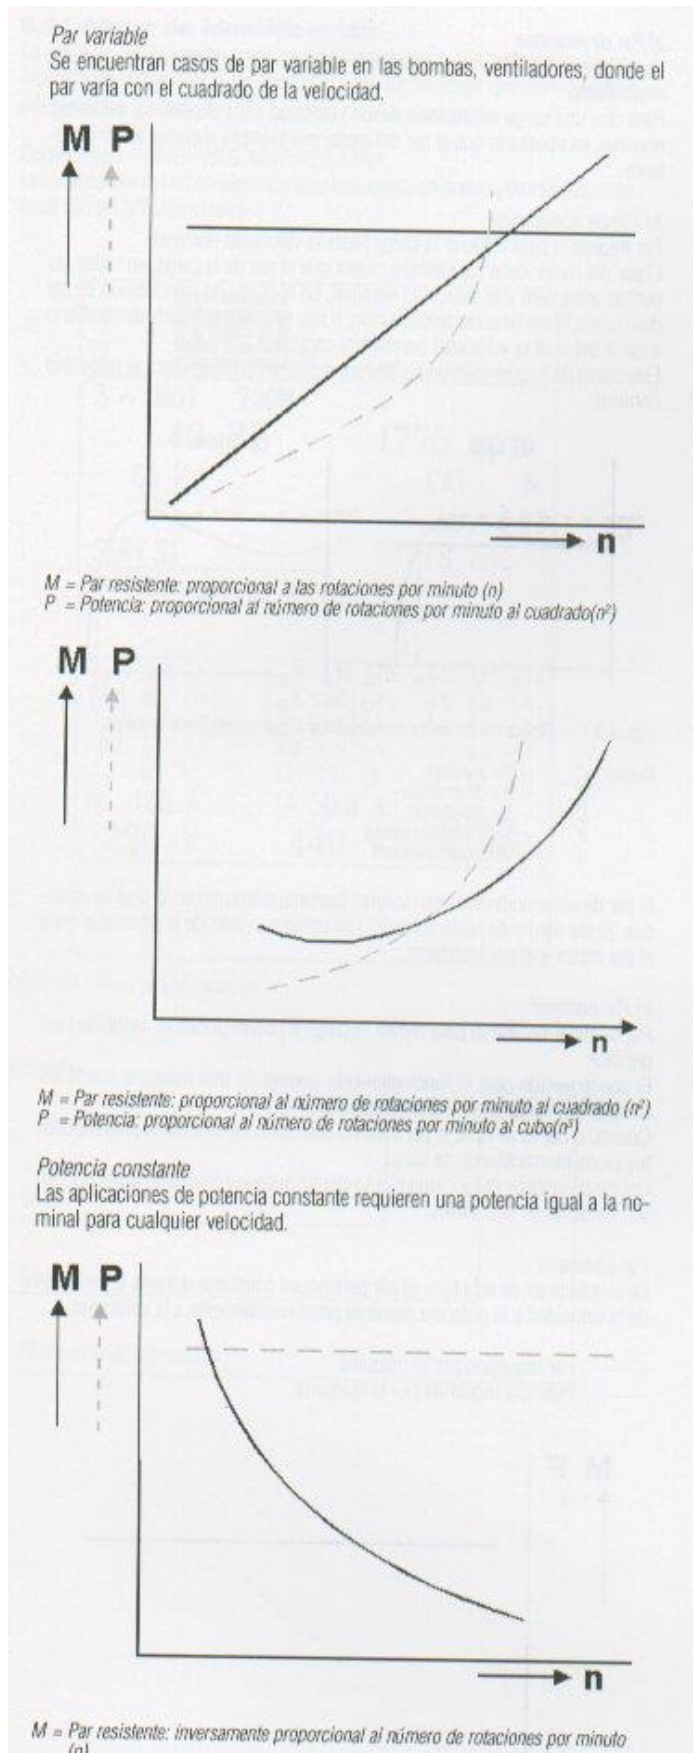 Par variable
Se encuentran casos de par variable en las bombas, ventiladores, donde el
par varía con el cuadrado de la velocidad.
M P
n
M = Par resistente: proporcional a las rotaciones por minuto (n)
P = Potencia: proporcional al número de rotaciones por minuto al cuadrado(n²)
M P
n
M = Par resistente: proporcional al número de rotaciones por minuto al cuadrado (n²)
P = Potencia: proporcional al número de rotaciones por minuto al cubo(n³)
Potencia constante
Las aplicaciones de potencia constante requieren una potencia igual a la no-
minal para cualquier velocidad.
M P
n
M = Par resistente: inversamente proporcional al número de rotaciones por minuto
(n)